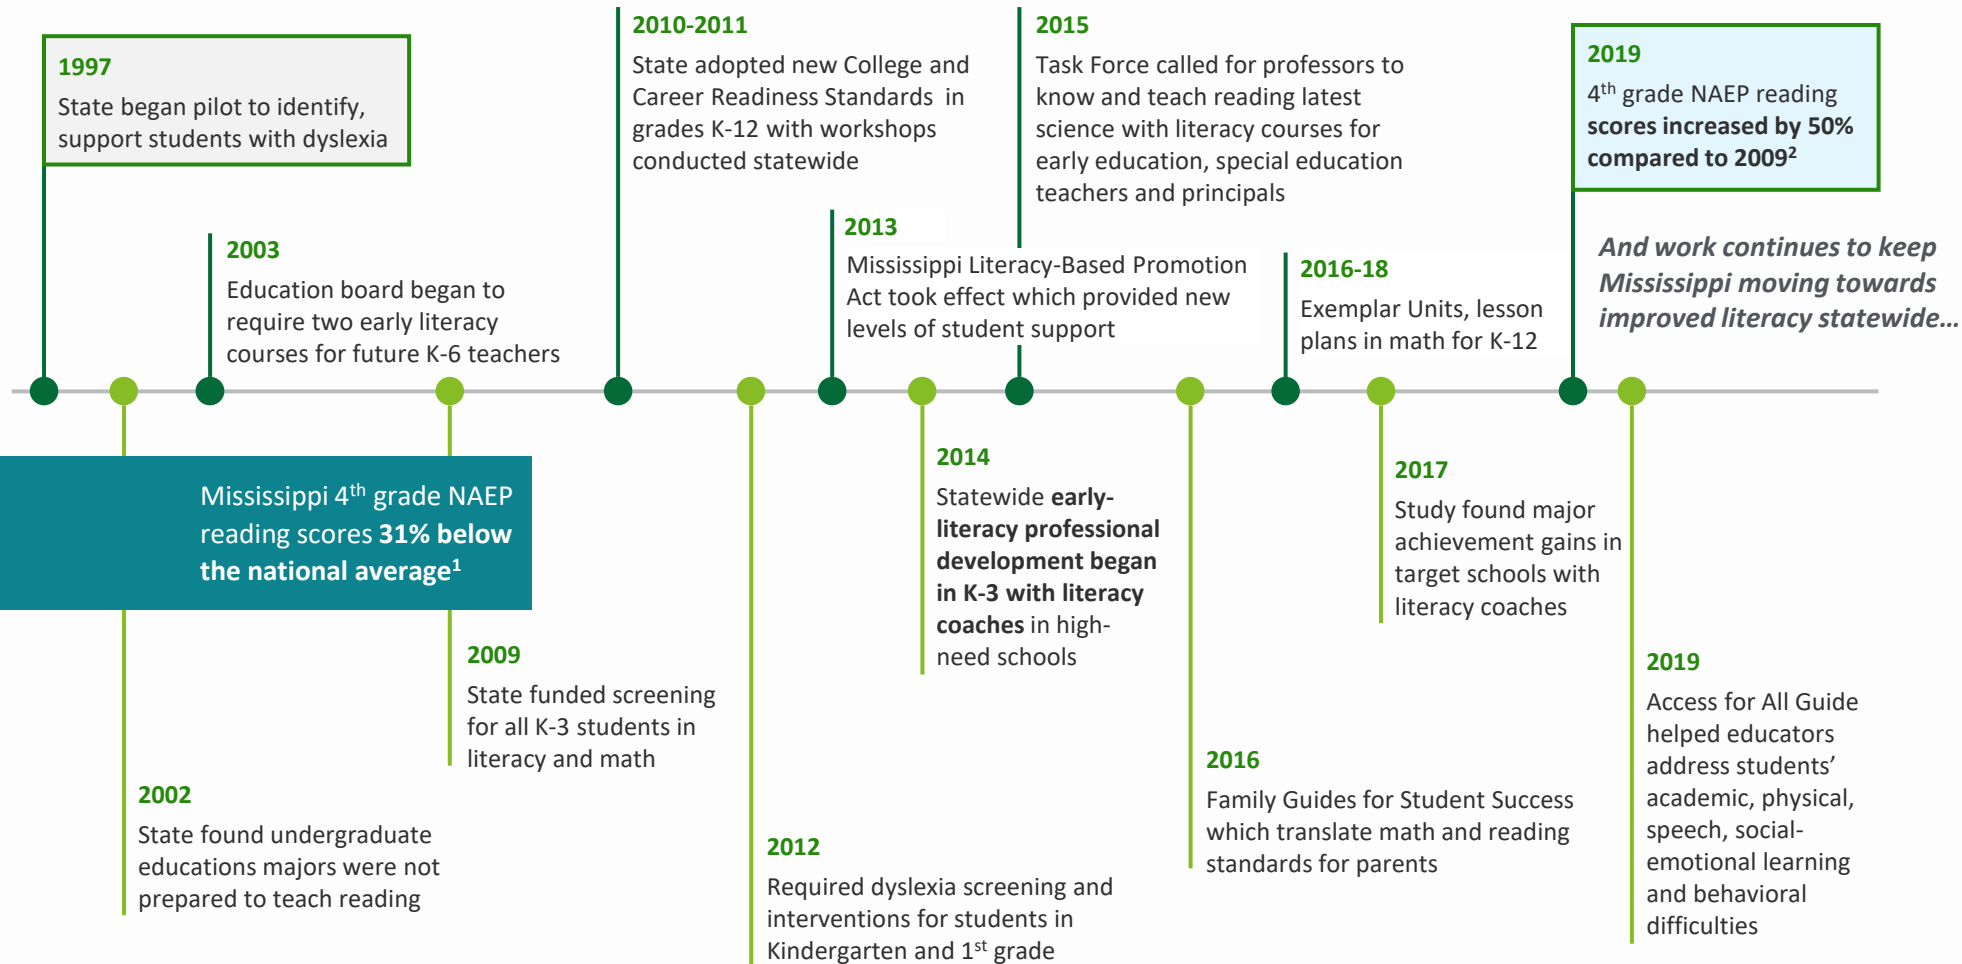 1997
State began pilot to identify,
support students with dyslexia
2003
Education board began to
require two early literacy
courses for future K-6 teachers
2010-2011
State adopted new College and
Career Readiness Standards  in
grades K-12 with workshops
conducted statewide
2013
Mississippi Literacy-Based Promotion
Act took effect which provided new
levels of student support
2015
Task Force called for professors to
know and teach reading latest
science with literacy courses for
early education, special education
teachers and principals
2016-18
Exemplar Units, lesson
plans in math for K-12
2019
4th grade NAEP reading
scores increased by 50%
compared to 2009²
And work continues to keep
Mississippi moving towards
improved literacy statewide…
Mississippi 4th grade NAEP
reading scores 31% below
the national average¹
2002
State found undergraduate
educations majors were not
prepared to teach reading
2009
State funded screening
for all K-3 students in
literacy and math
2012
Required dyslexia screening and
interventions for students in
Kindergarten and 1st grade
2014
Statewide early-
literacy professional
development began
in K-3 with literacy
coaches in high-
need schools
2016
Family Guides for Student Success
which translate math and reading
standards for parents
2017
Study found major
achievement gains in
target schools with
literacy coaches
2019
Access for All Guide
helped educators
address students’
academic, physical,
speech, social-
emotional learning
and behavioral
difficulties